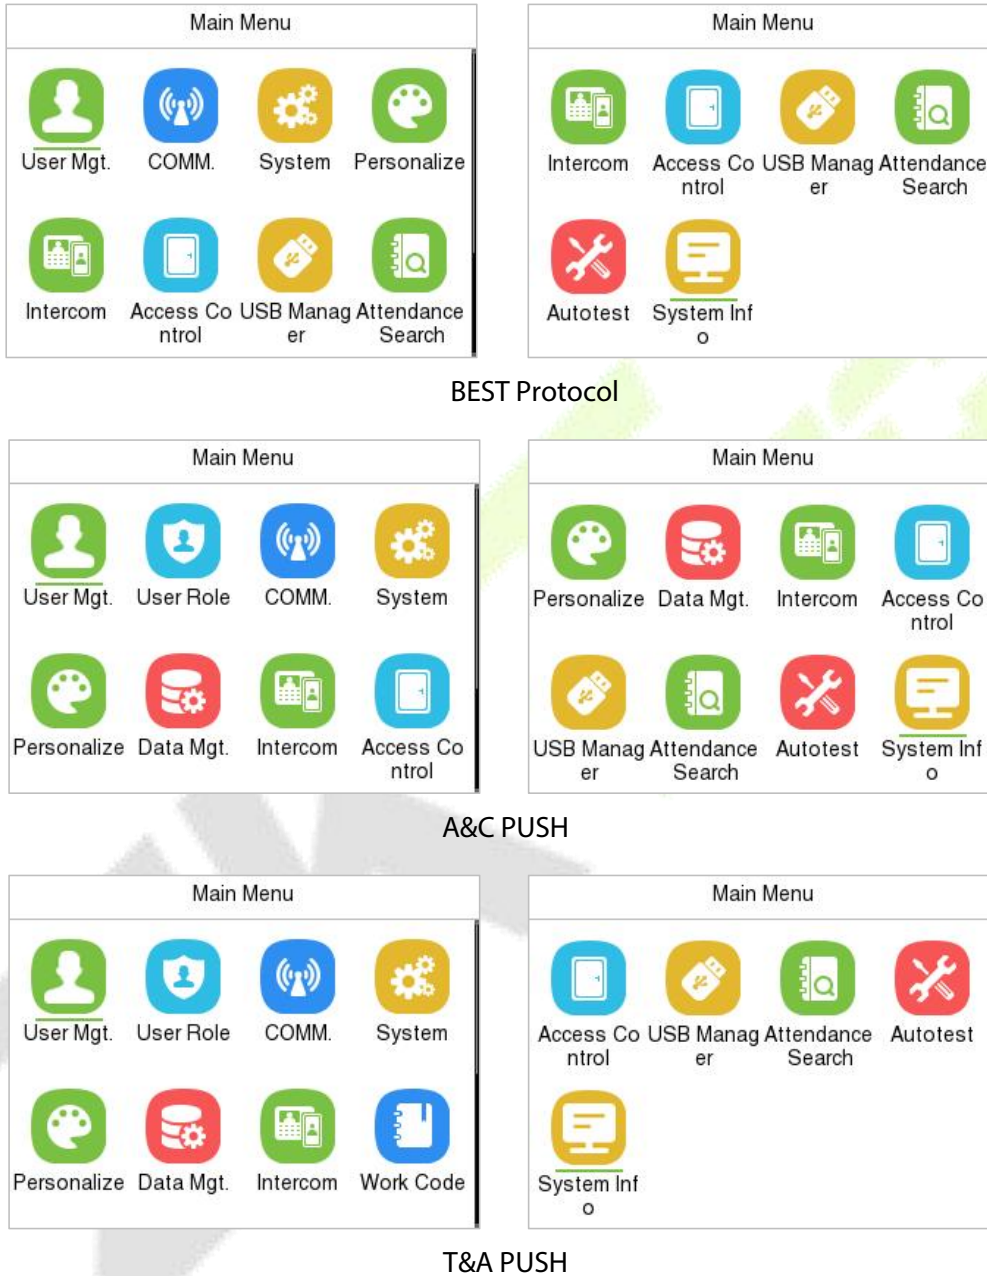 Main Menu
User Mgt. COMM. System Personalize
Intercom Access Co USB Manag Attendance
ntrol er Search
Main Menu
Intercom Access Co USB Manag Attendance
ntrol er Search
Autotest System Inf
o
BEST Protocol
Main Menu
User Mgt. User Role COMM. System
Personalize Data Mgt. Intercom Access Co
ntrol
Main Menu
Personalize Data Mgt. Intercom Access Co
ntrol
USB Manag Attendance Autotest System Inf
er Search o
A&C PUSH
Main Menu
User Mgt. User Role COMM. System
Personalize Data Mgt. Intercom Work Code
Main Menu
Access Co USB Manag Attendance Autotest
ntrol er Search
System Inf
o
T&A PUSH